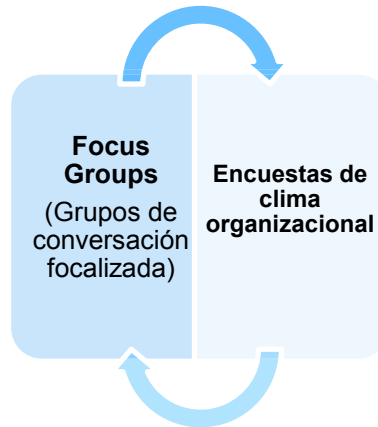 Focus
Groups
(Grupos de
conversación
focalizada)
Encuestas de
clima
organizacional